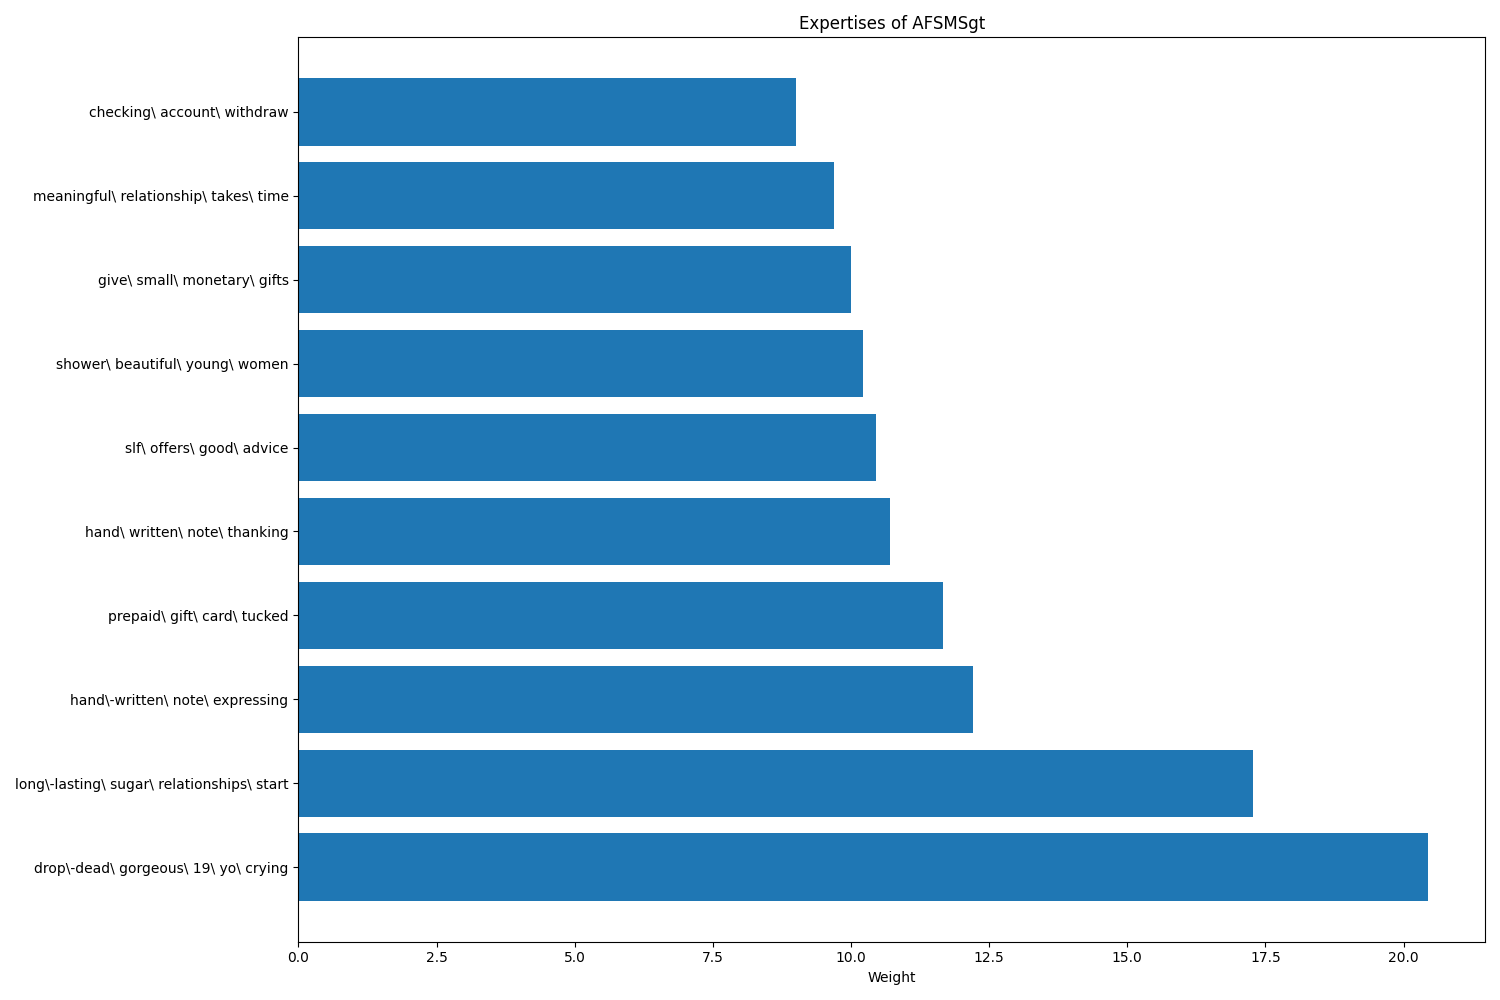 Expertises of AFSMSgt
checking\ account\ withdraw
meaningful\ relationship\ takes\ time
give\ small\ monetary\ gifts
shower\ beautiful\ young\ women
slf\ offers\ good\ advice
hand\ written\ note\ thanking
prepaid\ gift\ card\ tucked
hand\-written\ note\ expressing
long\-lasting\ sugar\ relationships\ start
drop\-dead\ gorgeous\ 19\ yo\ crying
0.0 2.5 5.0 7.5 10.0 12.5 15.0 17.5 20.0
Weight